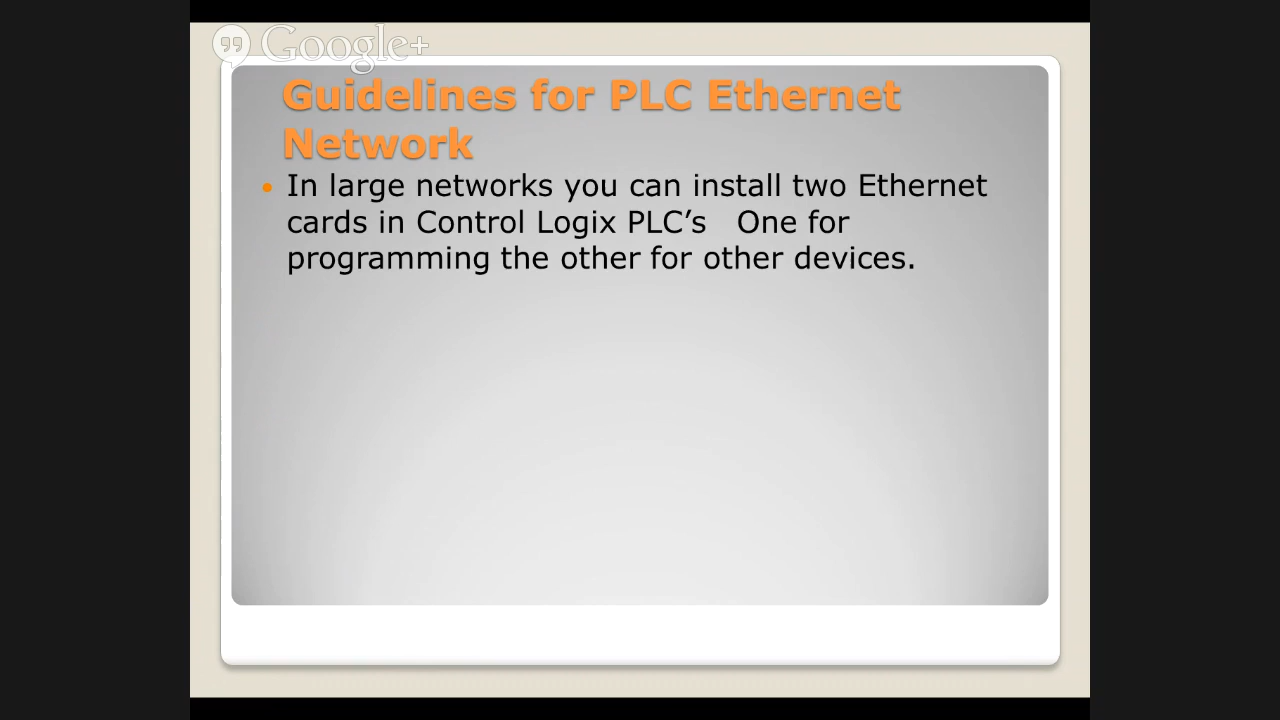 Google+
Guidelines for PLC Ethernet
Network
• In large networks you can install two Ethernet
cards in Control Logix PLC’s   One for
programming the other for other devices.